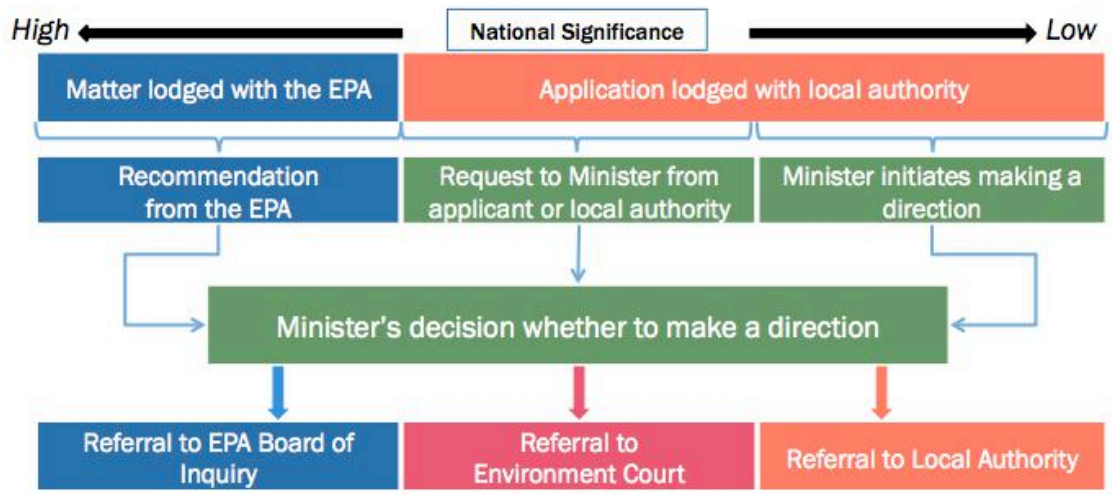 High
National Significance
Low
Matter lodged with the EPA
Application lodged with local authority
Recommendation
from the EPA
Request to Minister from
applicant or local authority
Minister initiates making a
direction
Minister's decision whether to make a direction
Referral to EPA Board of
Inquiry
Referral to
Environment Court
Referral to Local Authority